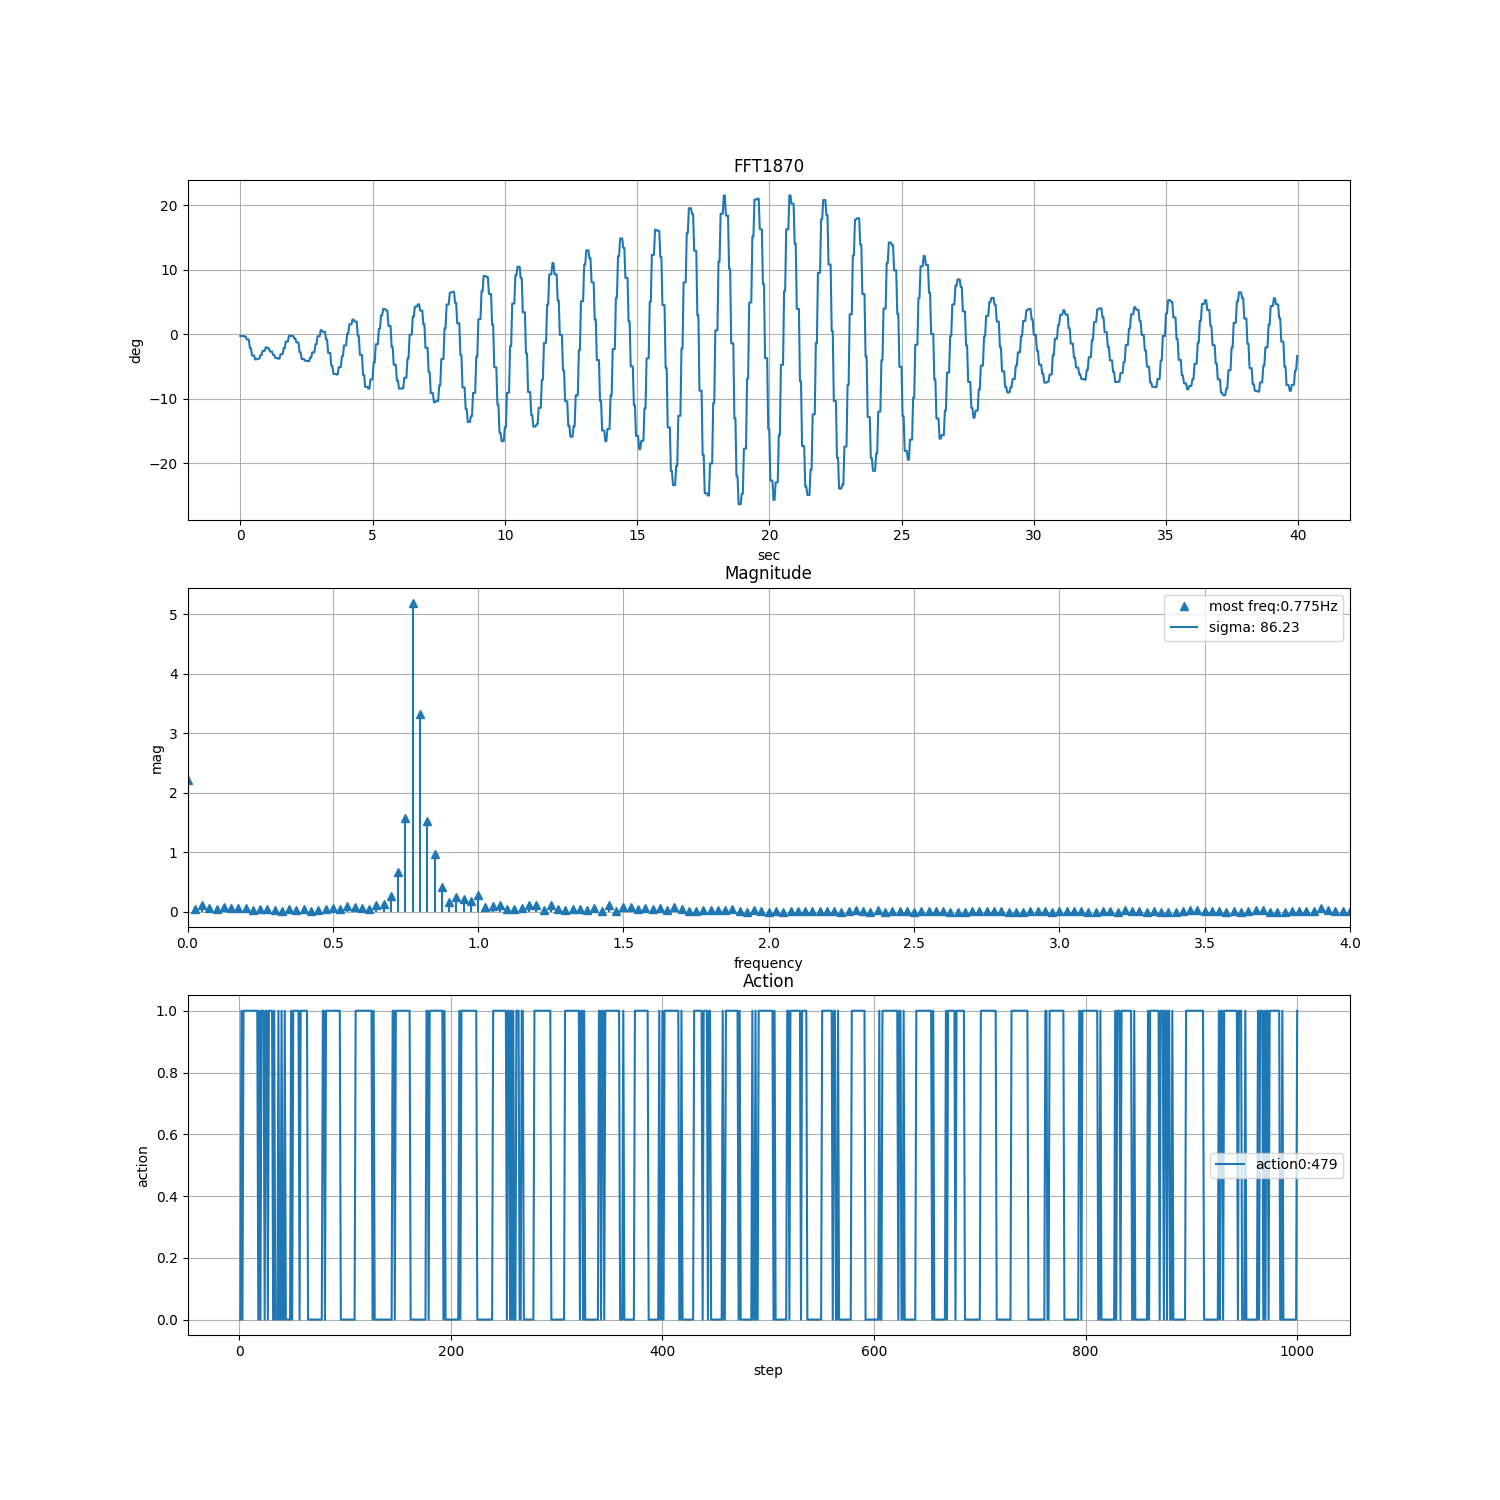 FFT1870
20
10
0
−10
−20
deg
0 5 10 15 20 25 30 35 40
sec
Magnitude
5
4
3
2
1
0
mag
most freq:0.775Hz
sigma: 86.23
0.0 0.5 1.0 1.5 2.0 2.5 3.0 3.5 4.0
frequency
Action
1.0
0.8
0.6
0.4
0.2
0.0
action
action0:479
0 200 400 600 800 1000
step